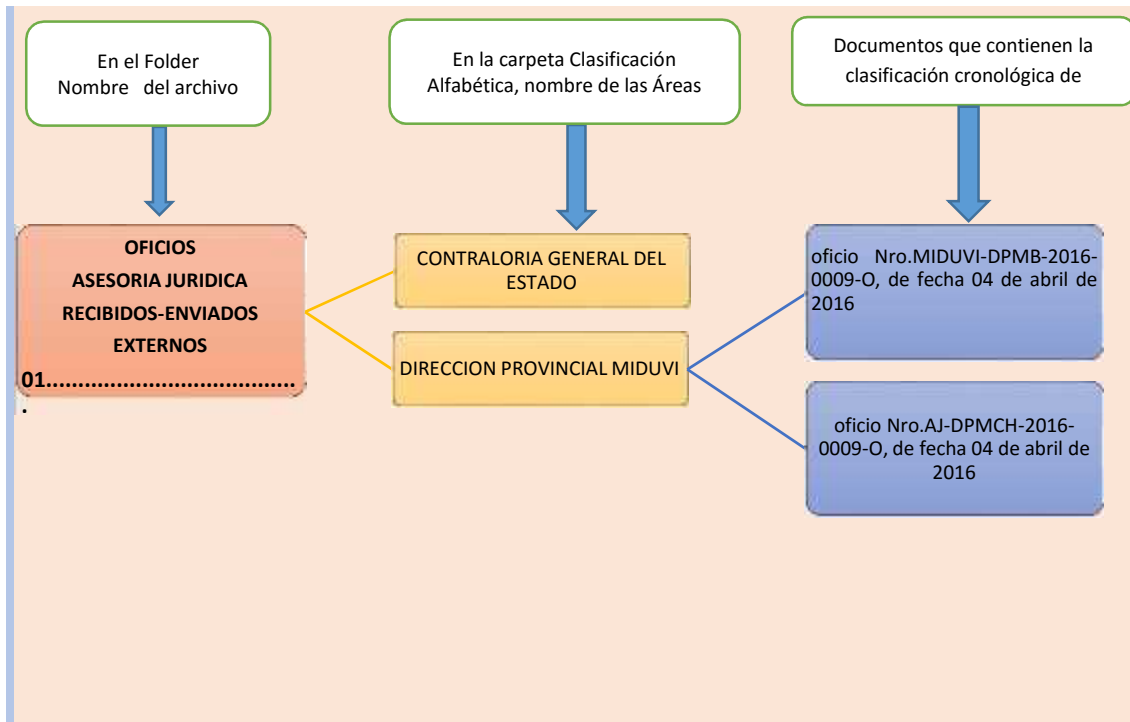 En el Folder
Nombre del archivo
En la carpeta Clasificación
Alfabética, nombre de las Áreas
Documentos que contienen la
clasificación cronológica de
OFICIOS
ASESORIA JURIDICA
RECIBIDOS-ENVIADOS
EXTERNOS
01.......................................
.
CONTRALORIA GENERAL DEL
ESTADO
DIRECCION PROVINCIAL MIDUVI
oficio Nro.MIDUVI-DPMB-2016-
0009-O, de fecha 04 de abril de
2016
oficio Nro.AJ-DPMCH-2016-
0009-O, de fecha 04 de abril de
2016